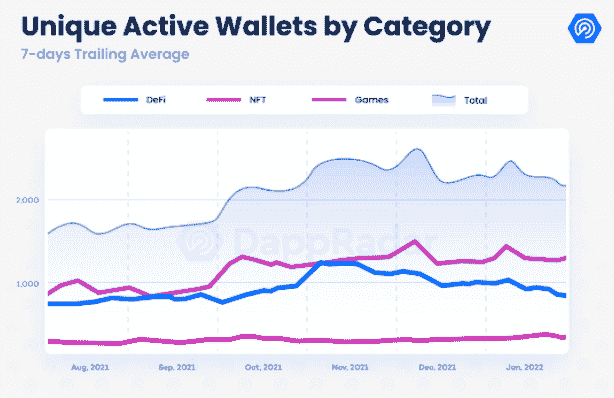 Unique Active Wallets by Category
7-days Trailing Average
DeFi
NFT
Games
Total
2,000
DappRadar
1,000
Aug, 2021
Sep, 2021
Oct, 2021
Nov, 2021
Dec, 2021
Jan, 2022